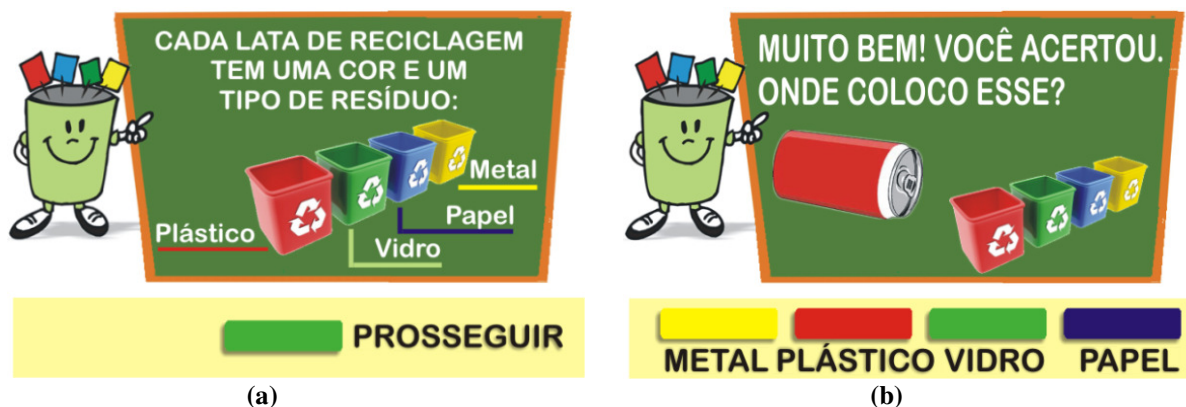 CADA LATA DE RECICLAGEM
TEM UMA COR E UM
TIPO DE RESÍDUO:
Metal
Papel
Vidro
Plástico
PROSSEGUIR
(a)
MUITO BEM! VOCÊ ACERTOU.
ONDE COLOCO ESSE?
METAL PLÁSTICO VIDRO PAPEL
(b)